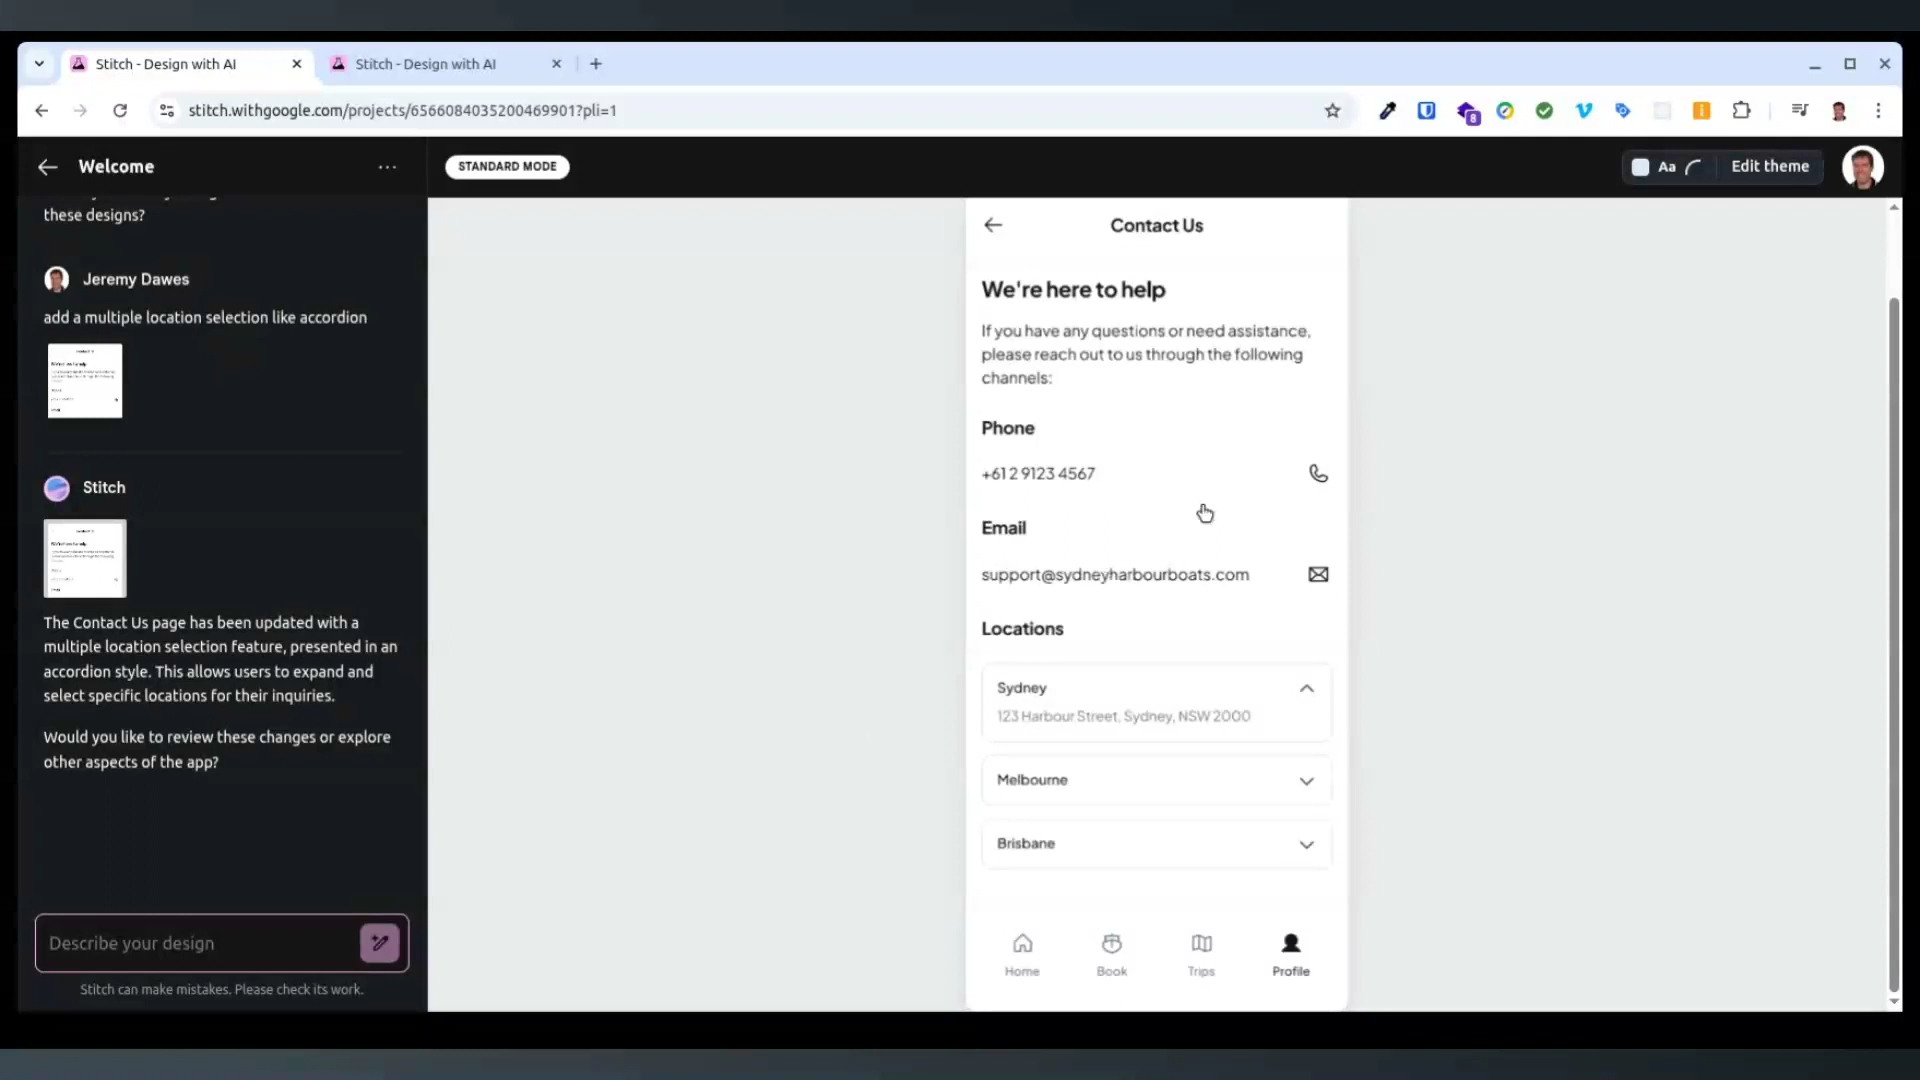 Stitch - Design with AI
Stitch - Design with AI
stitch.withgoogle.com/projects/6566084035200469901?pli=1
8
Welcome
STANDARD MODE
Aa
Edit theme
these designs?
Jeremy Dawes
add a multiple location selection like accordion
Stitch
The Contact Us page has been updated with a
multiple location selection feature, presented in an
accordion style. This allows users to expand and
select specific locations for their inquiries.
Would you like to review these changes or explore
other aspects of the app?
Describe your design
Stitch can make mistakes. Please check its work.
Contact Us
We're here to help
If you have any questions or need assistance,
please reach out to us through the following
channels:
Phone
+61 2 9123 4567
Email
support@sydneyharbourboats.com
Locations
Sydney
123 Harbour Street, Sydney, NSW 2000
Melbourne
Brisbane
Home
Book
Trips
Profile